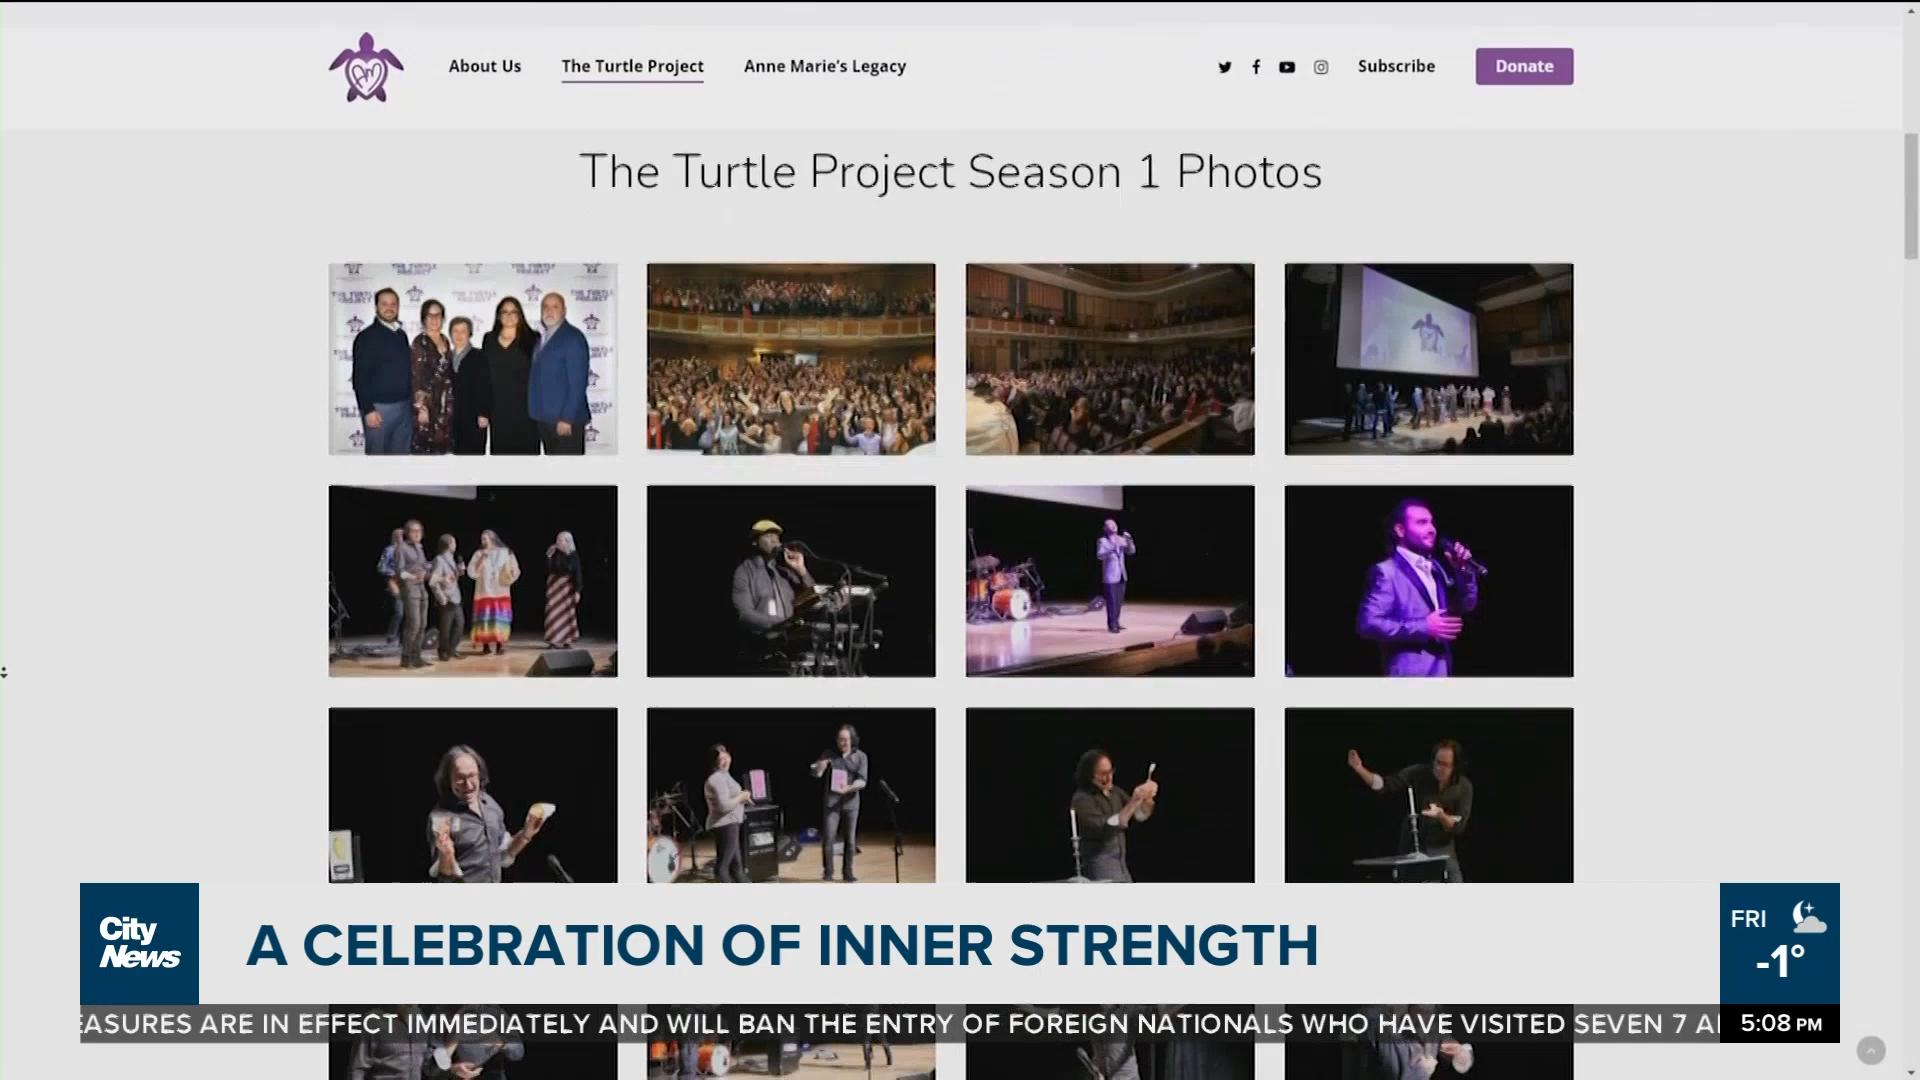 About Us
The Turtle Project
Anne Marie's Legacy
Subscribe
Donate
The Turtle Project Season 1 Photos
City
News
A CELEBRATION OF INNER STRENGTH
FRI
-1°
EASURES ARE IN EFFECT IMMEDIATELY AND WILL BAN THE ENTRY OF FOREIGN NATIONALS WHO HAVE VISITED SEVEN 7 A
5:08 PM